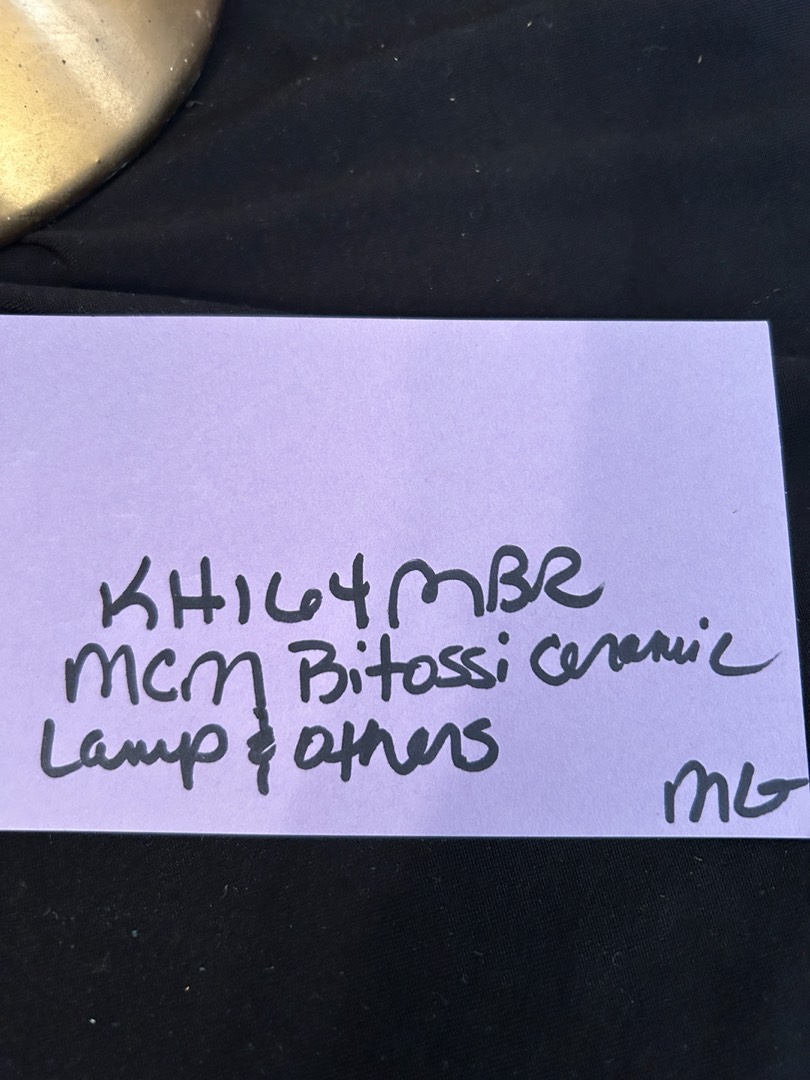 KH164MBR
MCM Bitossi Ceramic
Lamp & others
MG